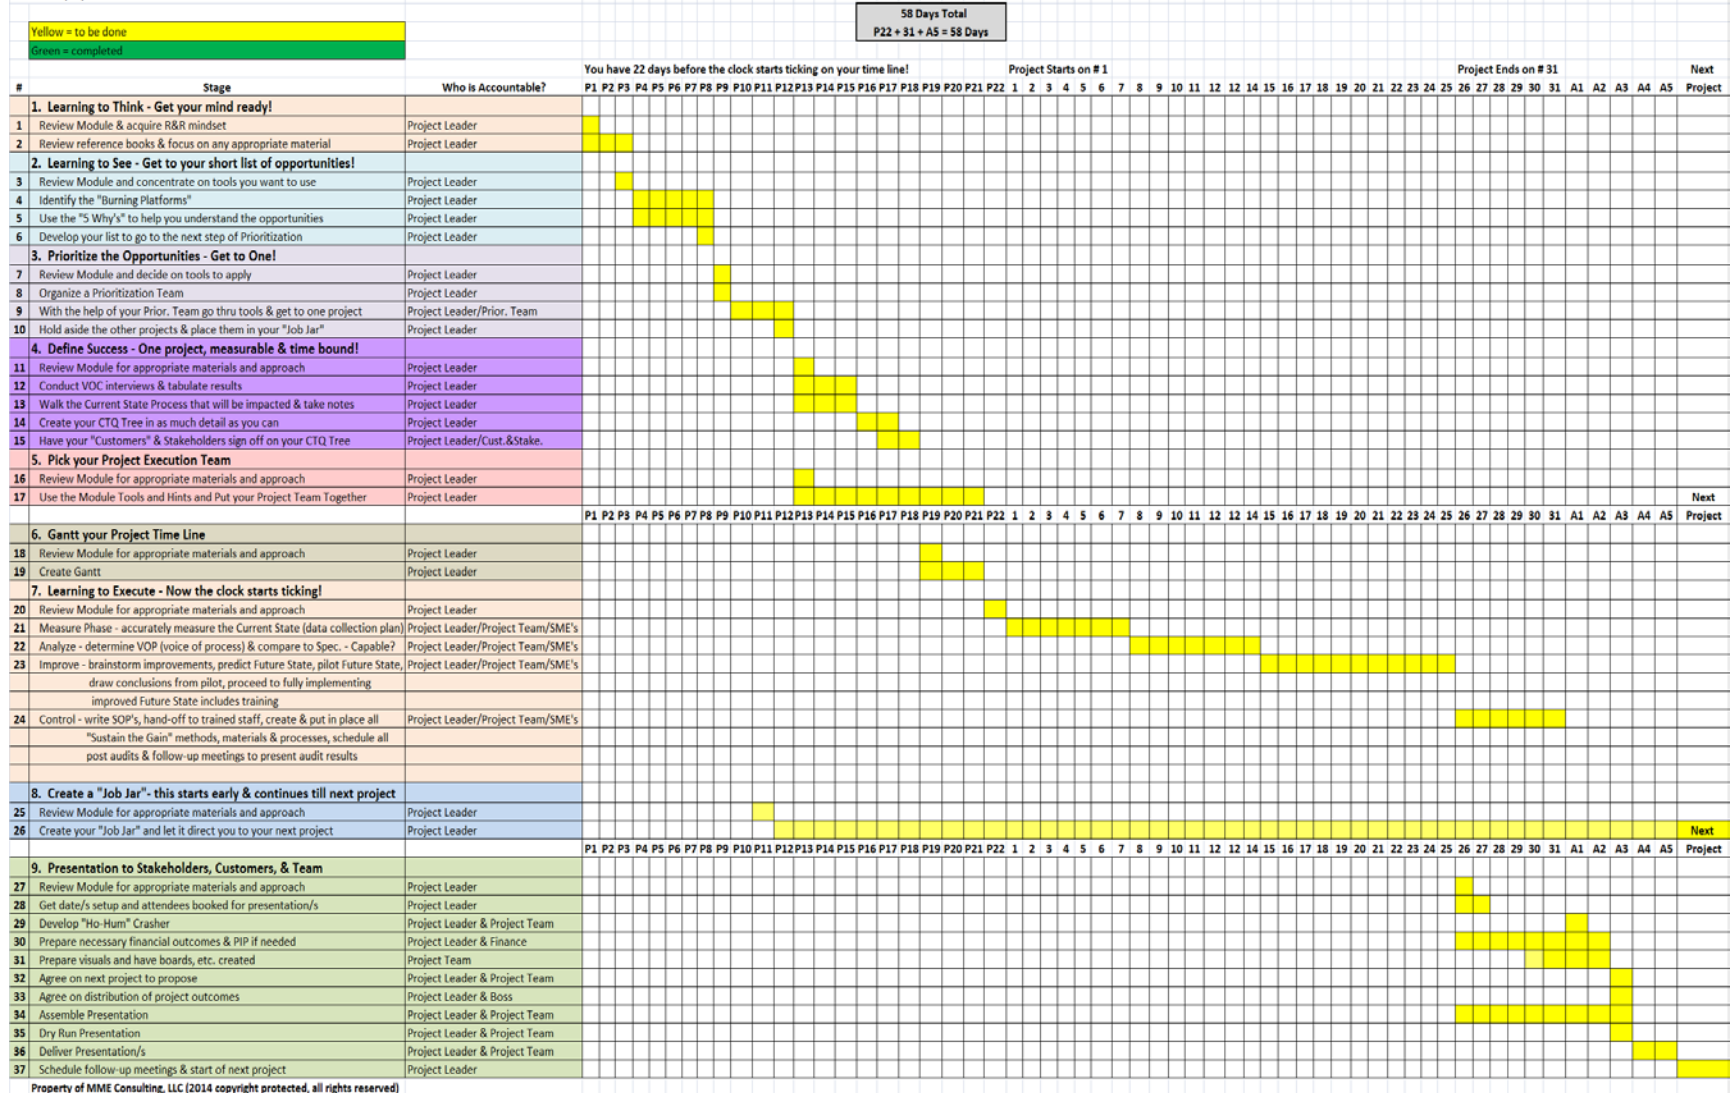 58 Days Total
Yellow = to be done
P22 + 31 + A5 = 58 Days
Green = completed
You have 22 days before the clock starts ticking on your time line! Project Starts on # 1 Project Ends on # 31 Next
# Stage Who is Accountable? P1 P2 P3 P4 P5 P6 P7 P8 P9 P10 P11 P12 P13 P14 P15 P16 P17 P18 P19 P20 P21 P22 1 2 3 4 5 6 7 8 9 10 11 12 12 14 15 16 17 18 19 20 21 22 23 24 25 26 27 28 29 30 31 A1 A2 A3 A4 A5 Project
1. Learning to Think - Get your mind ready!
1 Review Module & acquire R&R mindset Project Leader
2 Review reference books & focus on any appropriate material Project Leader
2. Learning to See - Get to your short list of opportunities!
3 Review Module and concentrate on tools you want to use Project Leader
4 Identify the "Burning Platforms" Project Leader
5 Use the "5 Why's" to help you understand the opportunities Project Leader
6 Develop your list to go to the next step of Prioritization Project Leader
3. Prioritize the Opportunities - Get to One!
7 Review Module and decide on tools to apply Project Leader
8 Organize a Prioritization Team Project Leader
9 With the help of your Prior. Team go thru tools & get to one project Project Leader/Prior. Team
10 Hold aside the other projects & place them in your "Job Jar" Project Leader
4. Define Success - One project, measurable & time bound!
11 Review Module for appropriate materials and approach Project Leader
12 Conduct VOC interviews & tabulate results Project Leader
13 Walk the Current State Process that will be impacted & take notes Project Leader
14 Create your CTQ Tree in as much detail as you can Project Leader
15 Have your "Customers" & Stakeholders sign off on your CTQ Tree Project Leader/Cust.&Stake.
5. Pick your Project Execution Team
16 Review Module for appropriate materials and approach Project Leader
17 Use the Module Tools and Hints and Put your Project Team Together Project Leader Next
P1 P2 P3 P4 P5 P6 P7 P8 P9 P10 P11 P12 P13 P14 P15 P16 P17 P18 P19 P20 P21 P22 1 2 3 4 5 6 7 8 9 10 11 12 12 14 15 16 17 18 19 20 21 22 23 24 25 26 27 28 29 30 31 A1 A2 A3 A4 A5 Project
6. Gantt your Project Time Line
18 Review Module for appropriate materials and approach Project Leader
19 Create Gantt Project Leader
7. Learning to Execute - Now the clock starts ticking!
20 Review Module for appropriate materials and approach Project Leader
21 Measure Phase - accurately measure the Current State (data collection plan) Project Leader/Project Team/SME's
22 Analyze - determine VOP (voice of process) & compare to Spec. - Capable? Project Leader/Project Team/SME's
23 Improve - brainstorm improvements, predict Future State, pilot Future State, Project Leader/Project Team/SME's
draw conclusions from pilot, proceed to fully implementing
improved Future State includes training
24 Control - write SOP's, hand-off to trained staff, create & put in place all Project Leader/Project Team/SME's
"Sustain the Gain" methods, materials & processes, schedule all
post audits & follow-up meetings to present audit results
8. Create a "Job Jar"- this starts early & continues till next project
25 Review Module for appropriate materials and approach Project Leader
26 Create your "Job Jar" and let it direct you to your next project Project Leader Next
P1 P2 P3 P4 P5 P6 P7 P8 P9 P10 P11 P12 P13 P14 P15 P16 P17 P18 P19 P20 P21 P22 1 2 3 4 5 6 7 8 9 10 11 12 12 14 15 16 17 18 19 20 21 22 23 24 25 26 27 28 29 30 31 A1 A2 A3 A4 A5 Project
9. Presentation to Stakeholders, Customers, & Team
27 Review Module for appropriate materials and approach Project Leader
28 Get date/s setup and attendees booked for presentation/s Project Leader
29 Develop "Ho-Hum" Crasher Project Leader & Project Team
30 Prepare necessary financial outcomes & PIP if needed Project Leader & Finance
31 Prepare visuals and have boards, etc. created Project Team
32 Agree on next project to propose Project Leader & Project Team
33 Agree on distribution of project outcomes Project Leader & Boss
34 Assemble Presentation Project Leader & Project Team
35 Dry Run Presentation Project Leader & Project Team
36 Deliver Presentation/s Project Leader & Project Team
37 Schedule follow-up meetings & start of next project Project Leader
Property of MME Consulting, LLC (2014 copyright protected, all rights reserved)